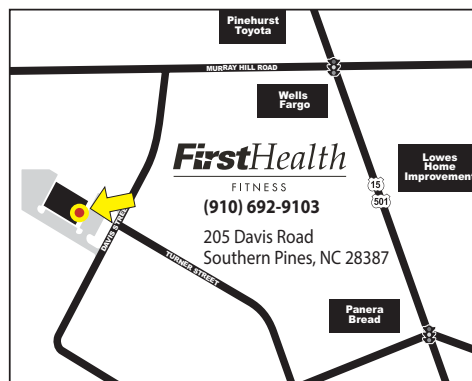 Pinehurst
Toyota
MURRAY HILL ROAD
Wells
Fargo
FirstHealth
FITNESS
(910) 692-9103
205 Davis Road
Southern Pines, NC 28387
Lowes
Home
Improvement
15
501
DAVIS STREET
TURNER STREET
Panera
Bread